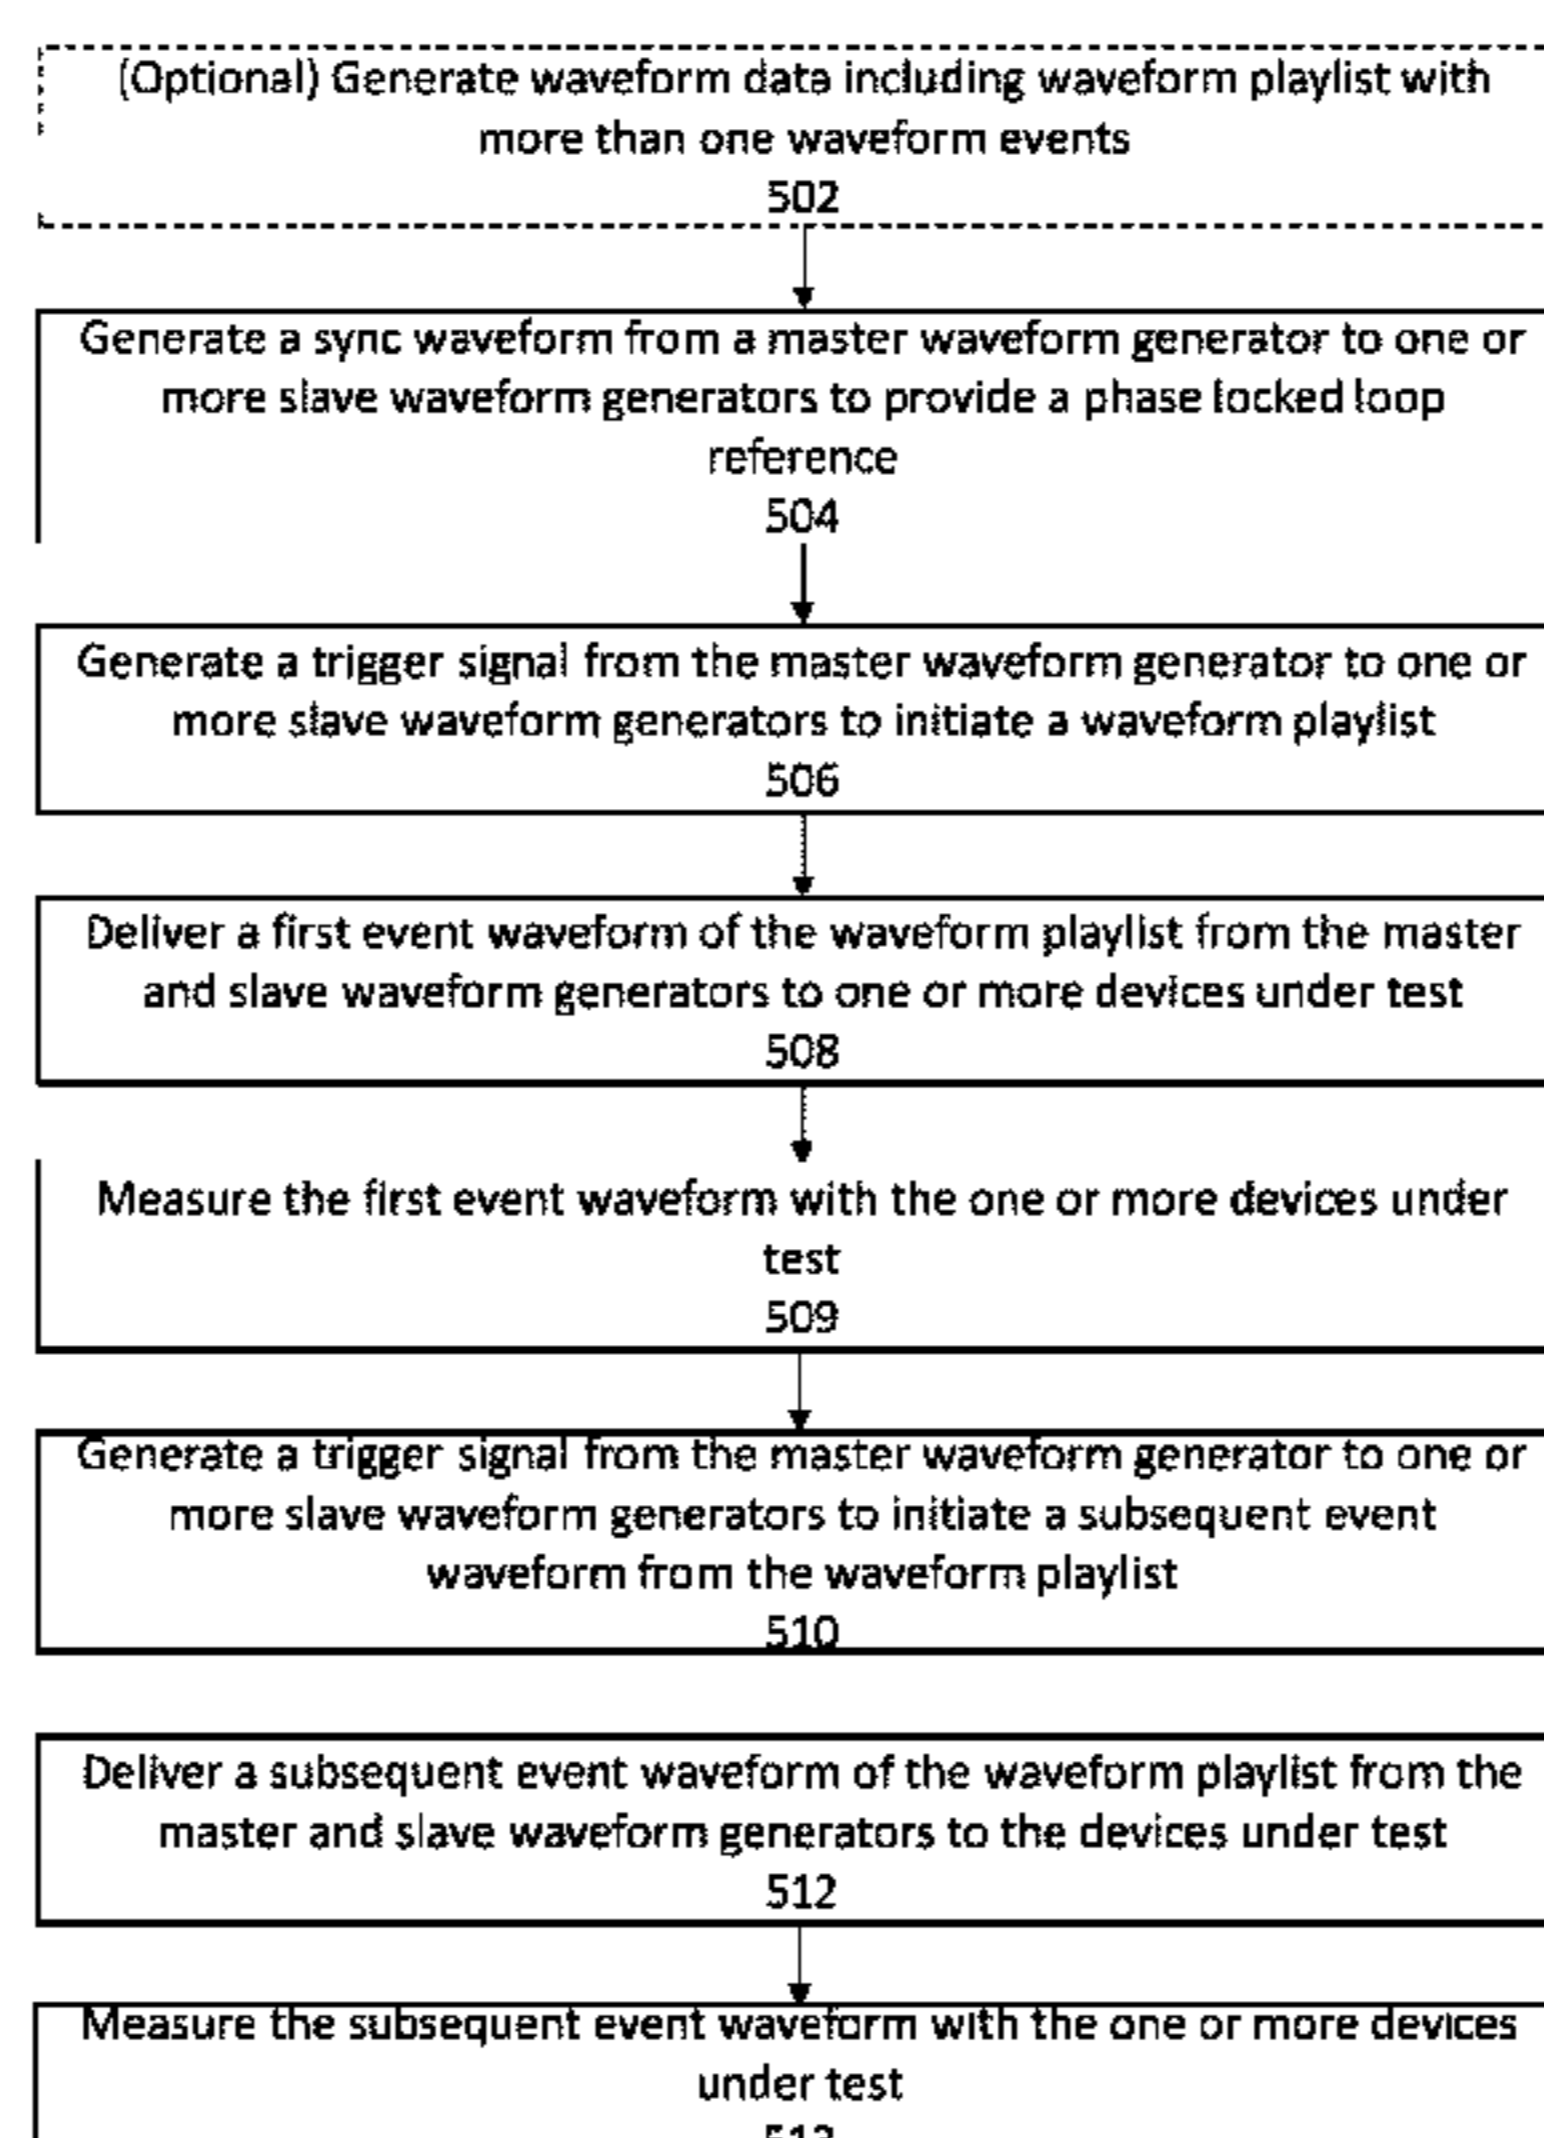 (Optional) Generate waveform data including waveform playlist with
more than one waveform events
502
Generate a sync waveform from a master waveform generator to one or
more slave waveform generators to provide a phase locked loop
reference
504
Generate a trigger signal from the master waveform generator to one or
more slave waveform generators to initiate a waveform playlist
506
Deliver a first event waveform of the waveform playlist from the master
and slave waveform generators to one or more devices under test
508
Measure the first event waveform with the one or more devices under
test
509
Generate a trigger signal from the master waveform generator to one or
more slave waveform generators to initiate a subsequent event
waveform from the waveform playlist
510
Deliver a subsequent event waveform of the waveform playlist from the
master and slave waveform generators to the devices under test
512
Measure the subsequent event waveform with the one or more devices
under test